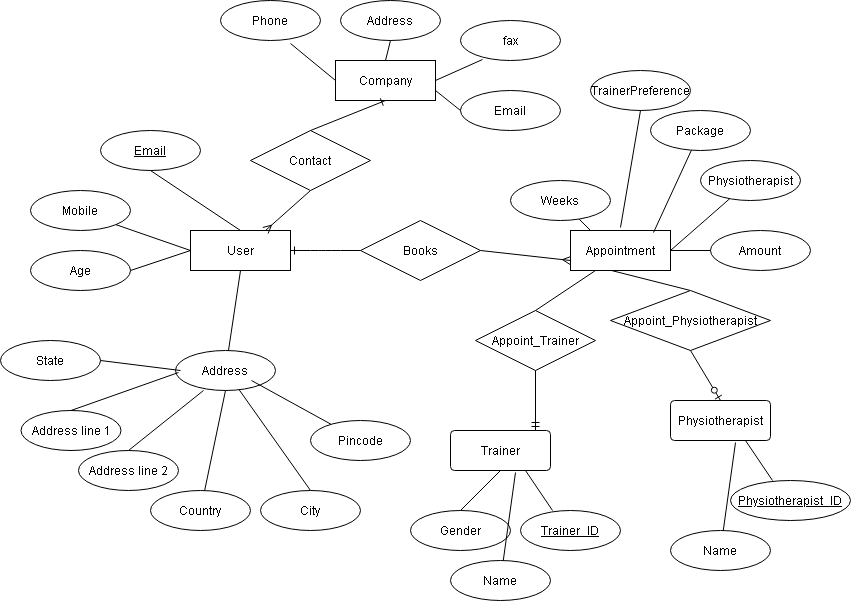 Phone
Address
fax
Company
Email
TrainerPreference
Package
Email
Contact
Physiotherapist
Weeks
Mobile
User
Books
Appointment
Amount
Age
Appoint_Trainer
Appoint_Physiotherapist
State
Address
Address line 1
Pincode
Trainer
Physiotherapist
Address line 2
Country
City
Gender
Trainer_ID
Physiotherapist_ID
Name
Name